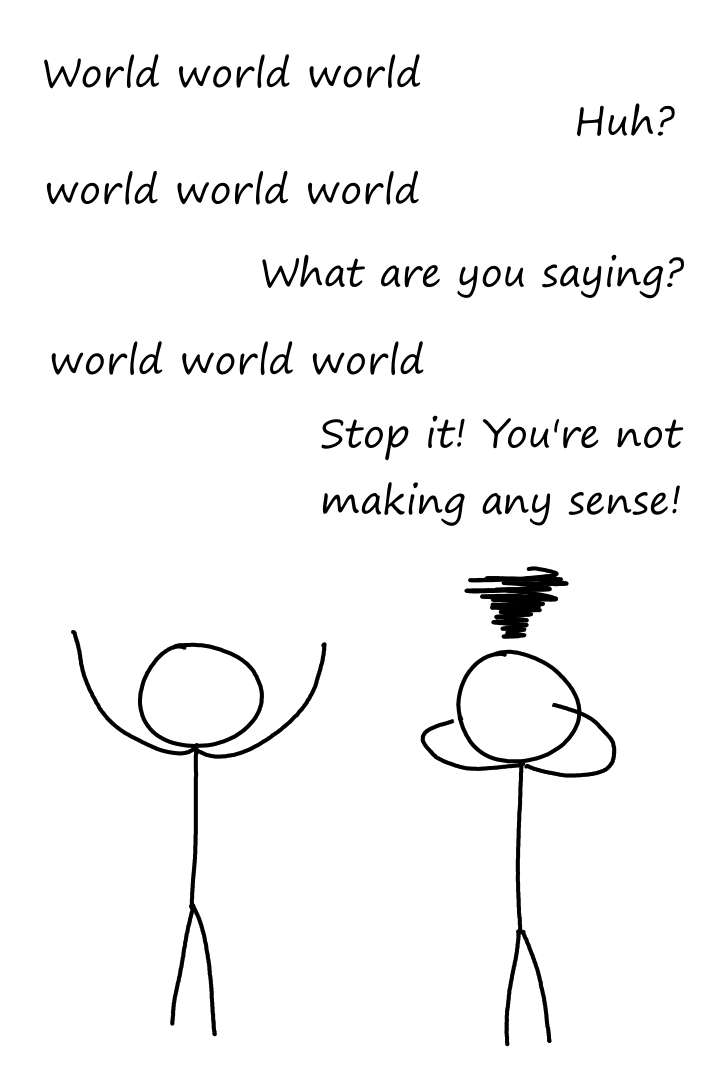 World world world
Huh?
world world world
What are you saying?
world world world
Stop it! You're not
making any sense!